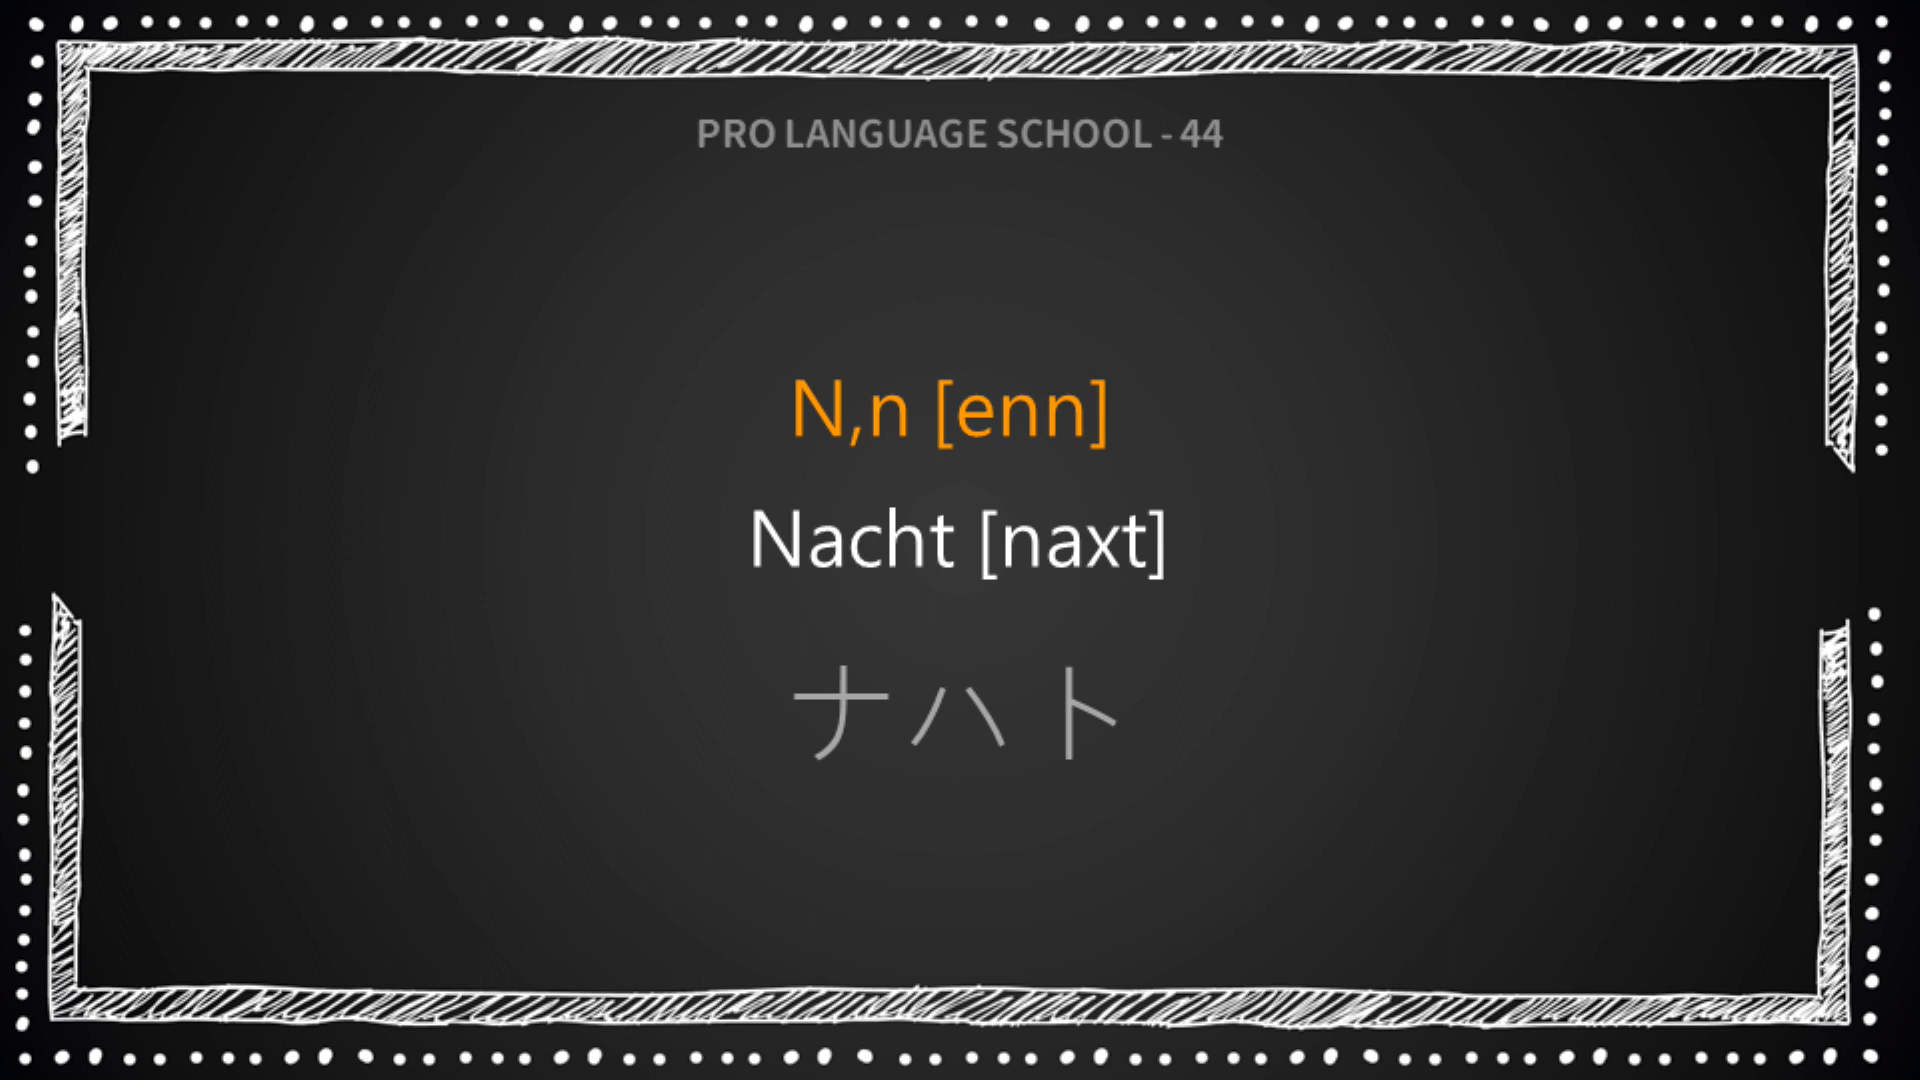 PRO LANGUAGE SCHOOL - 44
N,n [enn]
Nacht [naxt]
ナハト